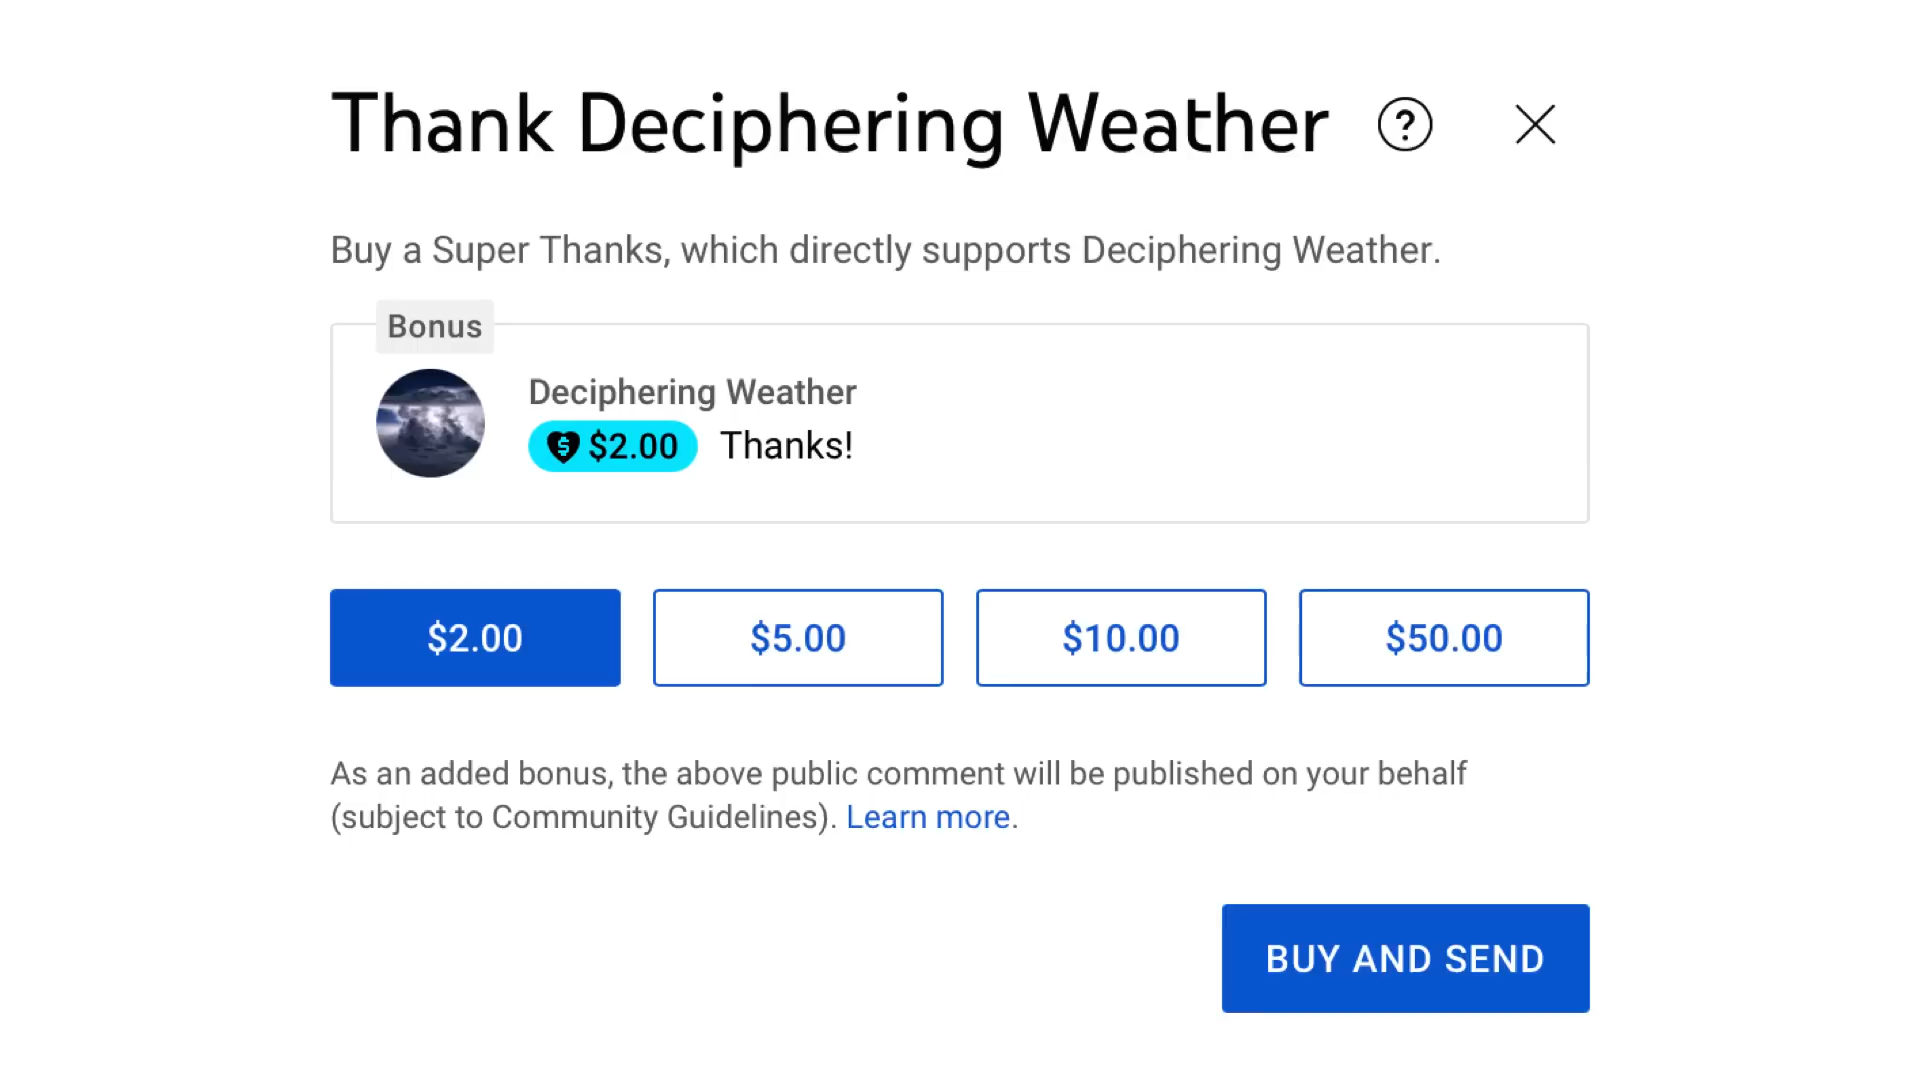 Thank Deciphering Weather ?
Buy a Super Thanks, which directly supports Deciphering Weather.
Bonus
Deciphering Weather
$ $2.00 Thanks!
$2.00 $5.00 $10.00 $50.00
As an added bonus, the above public comment will be published on your behalf
(subject to Community Guidelines). Learn more.
BUY AND SEND